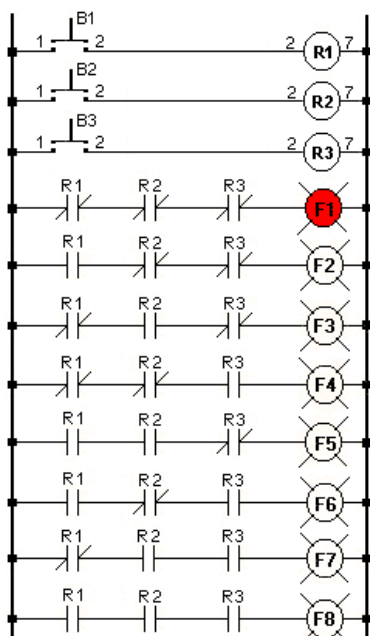 B1
1 2 2 R1 7
B2
1 2 2 R2 7
B3
1 2 2 R3 7
R1 R2 R3
F1
R1 R2 R3
F2
R1 R2 R3
F3
R1 R2 R3
F4
R1 R2 R3
F5
R1 R2 R3
F6
R1 R2 R3
F7
R1 R2 R3
F8